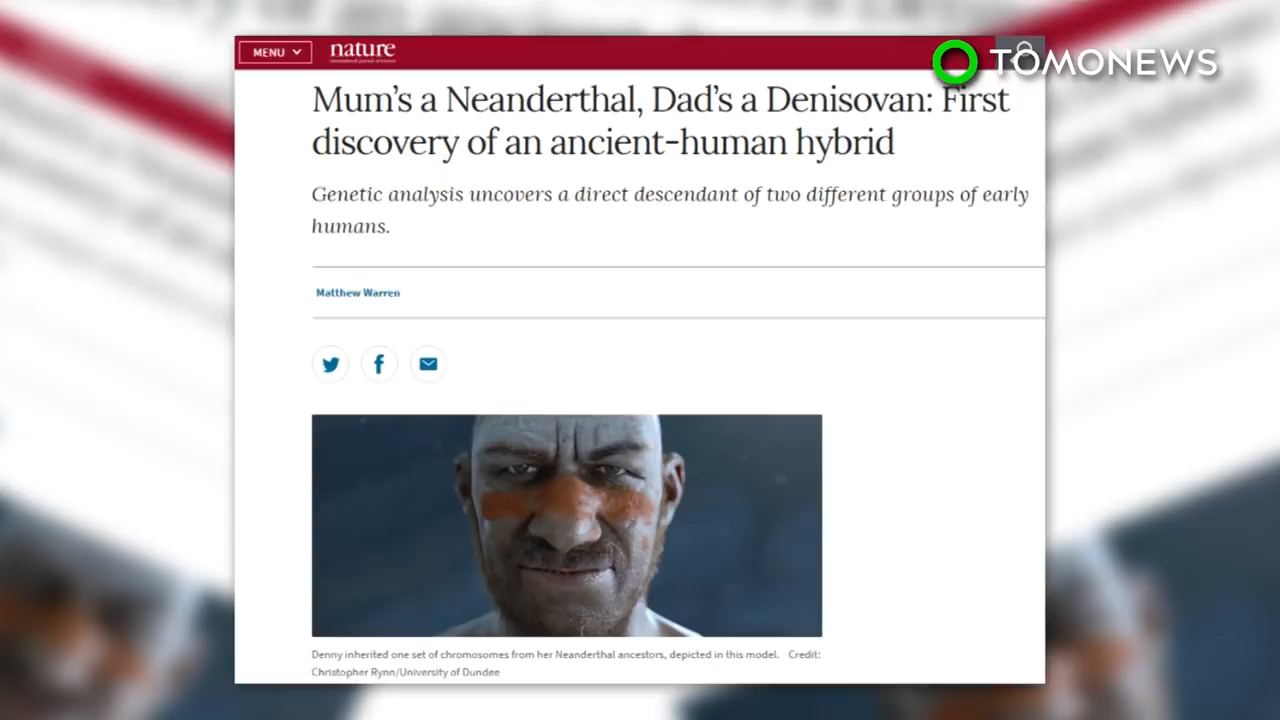 MENU
nature
TOMONEWS
Mum's a Neanderthal, Dad's a Denisovan: First
discovery of an ancient-human hybrid
Genetic analysis uncovers a direct descendant of two different groups of early
humans.
Matthew Warren
Denny inherited one set of chromosomes from her Neanderthal ancestors, depicted in this model. Credit:
Christopher Rynn/University of Dundee